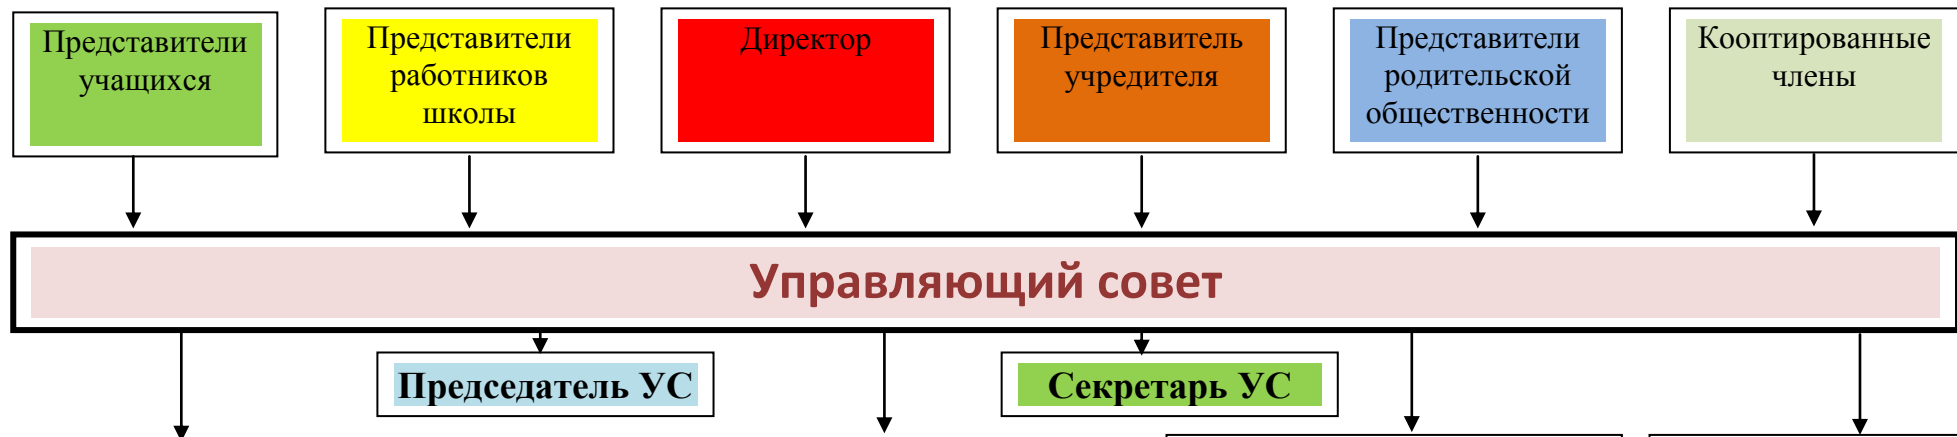 Представители
учащихся
Представители
работников
школы
Директор
Представитель
учредителя
Представители
родительской
общественности
Кооптированные
члены
Управляющий совет
Председатель УС
Секретарь УС